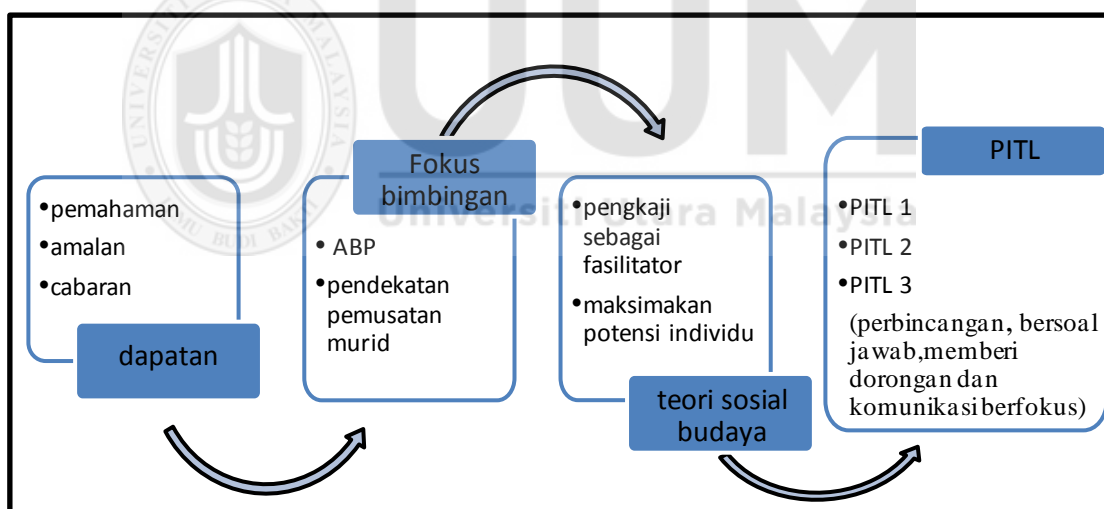 UUM
Universiti Utara Malaysia
•pemahaman
•amalan
•cabaran
dapatan
Fokus
bimbingan
• ABP
•pendekatan
pemusatan
murid
•pengkaji
sebagai
fasilitator
•maksimakan
potensi individu
teori sosial
budaya
PITL
•PITL 1
•PITL 2
•PITL 3
(perbincangan, bersoal
jawab,memberi
dorongan dan
komunikasi berfokus)